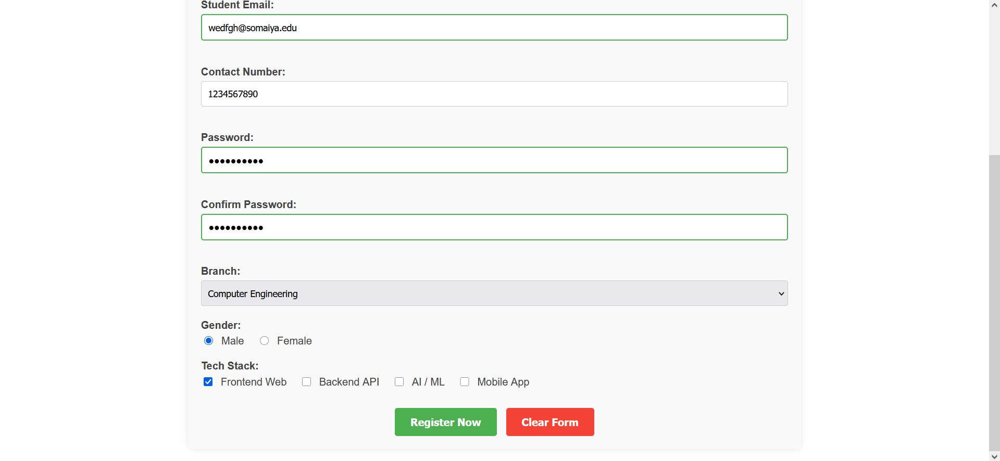 Student Email:
wedfgh@somaiya.edu
Contact Number:
1234567890
Password:
••••••••••
Confirm Password:
••••••••••
Branch:
Computer Engineering
Gender:
Male Female
Tech Stack:
Frontend Web Backend API AI / ML Mobile App
Register Now Clear Form